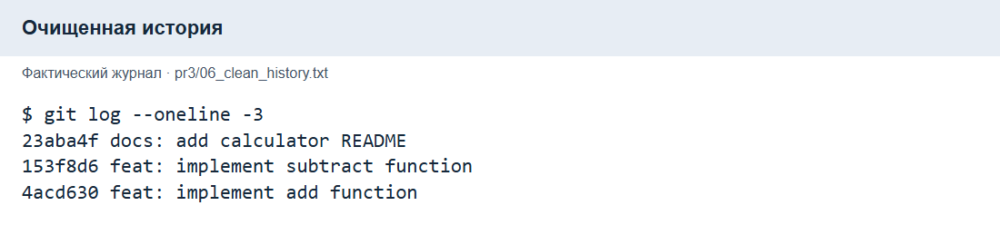 Очищенная история
Фактический журнал · pr3/06_clean_history.txt
$ git log --oneline -3
23aba4f docs: add calculator README
153f8d6 feat: implement subtract function
4acd630 feat: implement add function